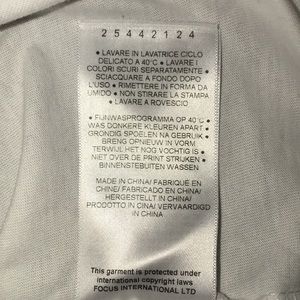 25442124
• LAVARE IN LAVATRICE CICLO
DELICATO A 40°C • LAVARE I
COLORI SCURI SEPARATAMENTE •
SCIACQUARE A FONDO DOPO
L'USO • RIMETTERE IN FORMA DA
UMIDO • NON STIRARE LA STAMPA
• LAVARE A ROVESCIO
• FIJNWASPROGRAMMA OP 40°C •
WAS DONKERE KLEUREN APART •
GRONDIG SPOELEN NA GEBRUIK •
BRENG OPNIEUW IN VORM
TERWIJL NOG VOCHTIG IS •
NIET OVER DE PRINT STRIJKEN •
BINNENSTEBUITEN WASSEN
MADE IN CHINA/ FABRIQUE EN
CHINE/ FABRICADO EN CHINA/
HERGESTELLT IN CHINA/
PRODOTTO IN CINA/ VERVAARDIGD
IN CHINA
This garment is protected under
international copyright laws
FOCUS INTERNATIONAL LTD